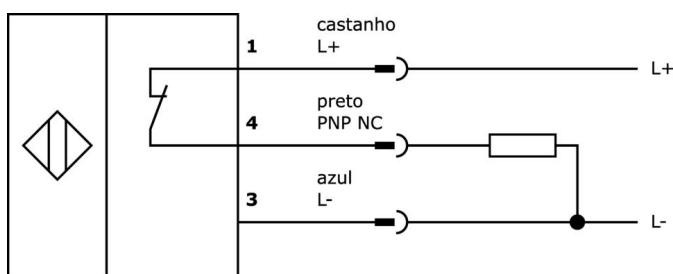 castanho
1
L+
L+
preto
4
PNP NC
azul
3
L-
L-